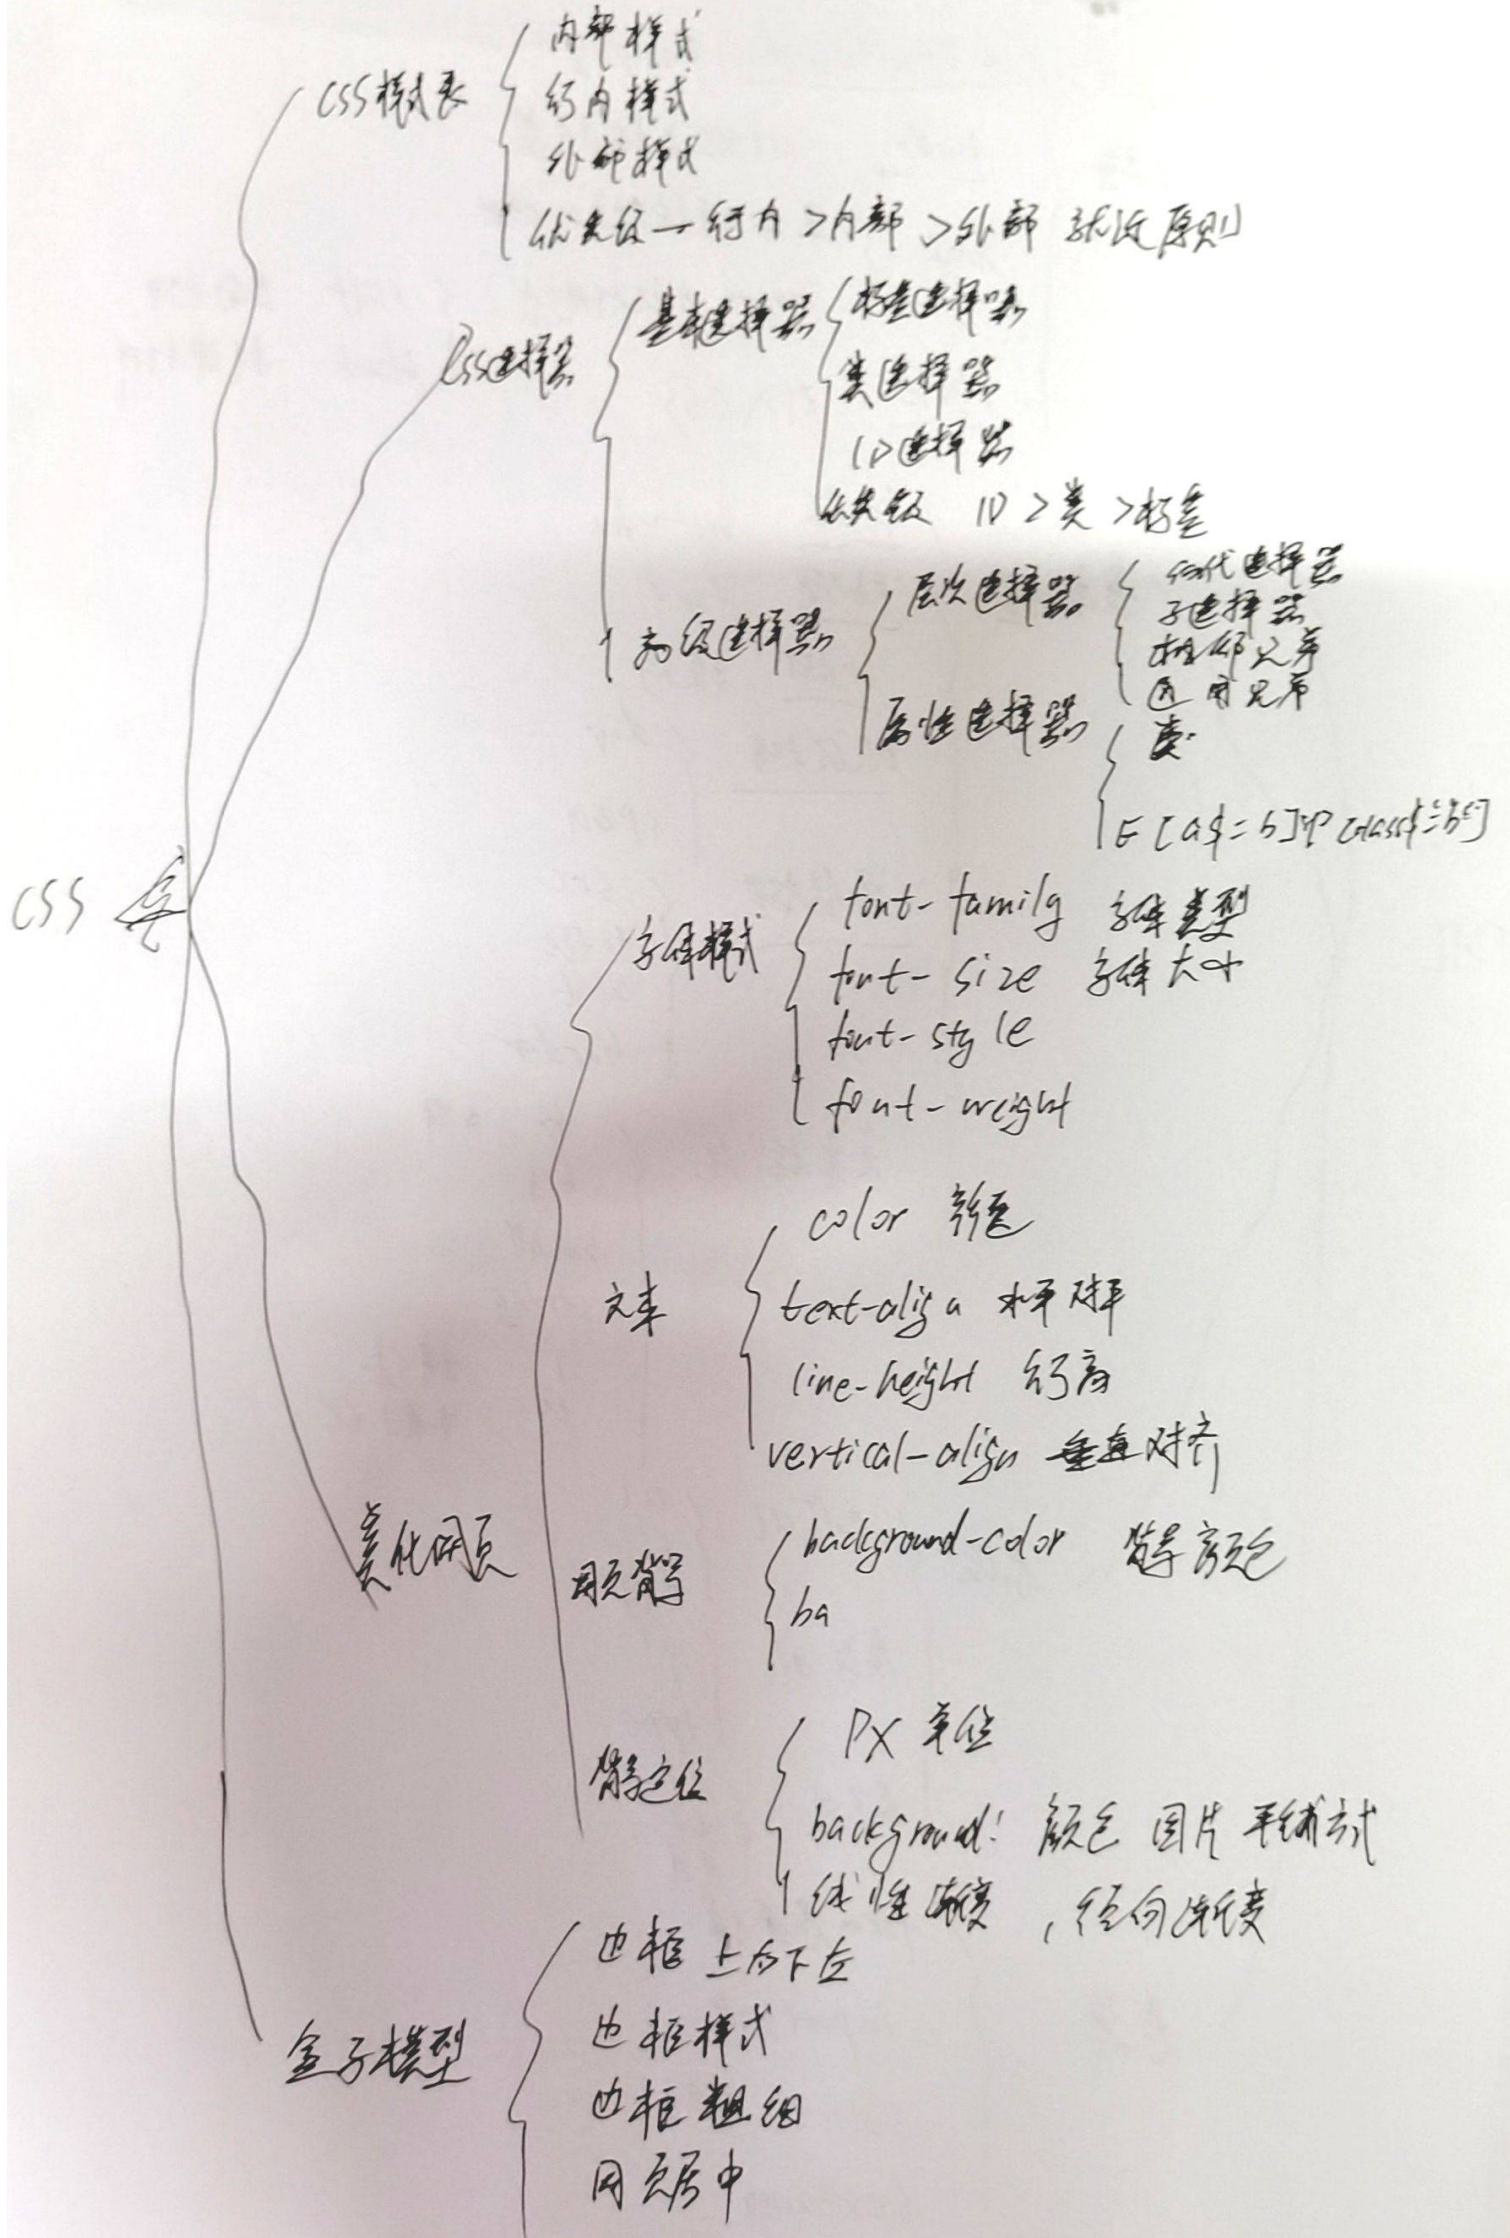 CSS样式表
内部样式
行内样式
外部样式
优先级—行内>内部>外部 就近原则
CSS选择器
基本选择器
标签选择器
类选择器
ID选择器
优先级 ID>类>标签
高级选择器
层次选择器
后代选择器
子选择器
相邻兄弟
通用兄弟
属性选择器
类
E[a$=b]
CSS
字体样式
font-family 字体类型
font-size 字体大小
font-style
font-weight
文本
color 颜色
text-align 水平对平
line-height 行高
vertical-align 垂直对齐
美化网页
网页背景
background-color 背景颜色
ba
背景定位
PX 单位
background: 颜色 图片 平铺方式
线性渐变,径向渐变
盒子模型
边框 上右下左
边框样式
边框粗细
网页居中